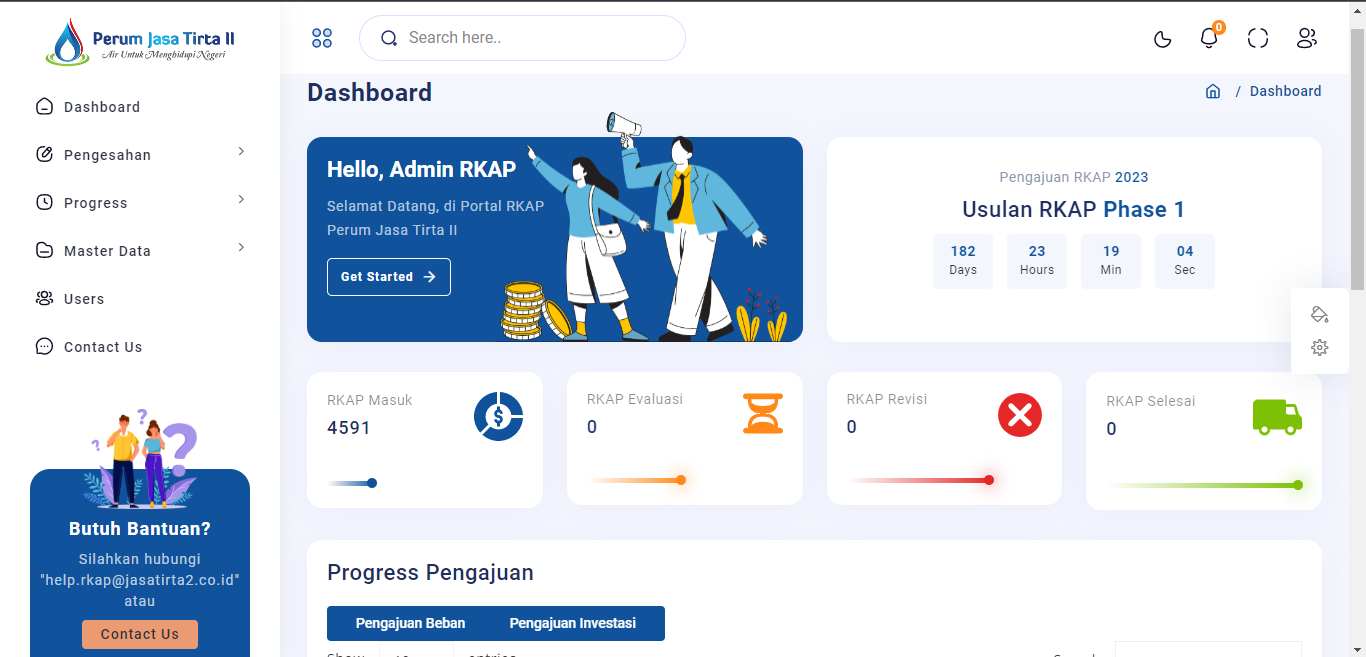 Perum Jasa Tirta II
Air Untuk Menghidupi Negeri
Search here..
0
Dashboard
Pengesahan
Progress
Master Data
Users
Contact Us
Butuh Bantuan?
Silahkan hubungi
"help.rkap@jasatirta2.co.id"
atau
Contact Us
Dashboard
/ Dashboard
Hello, Admin RKAP
Selamat Datang, di Portal RKAP
Perum Jasa Tirta II
Get Started
Pengajuan RKAP 2023
Usulan RKAP Phase 1
182 23 19 04
Days Hours Min Sec
RKAP Masuk
4591
RKAP Evaluasi
0
RKAP Revisi
0
RKAP Selesai
0
Progress Pengajuan
Pengajuan Beban Pengajuan Investasi
Show 10 entries